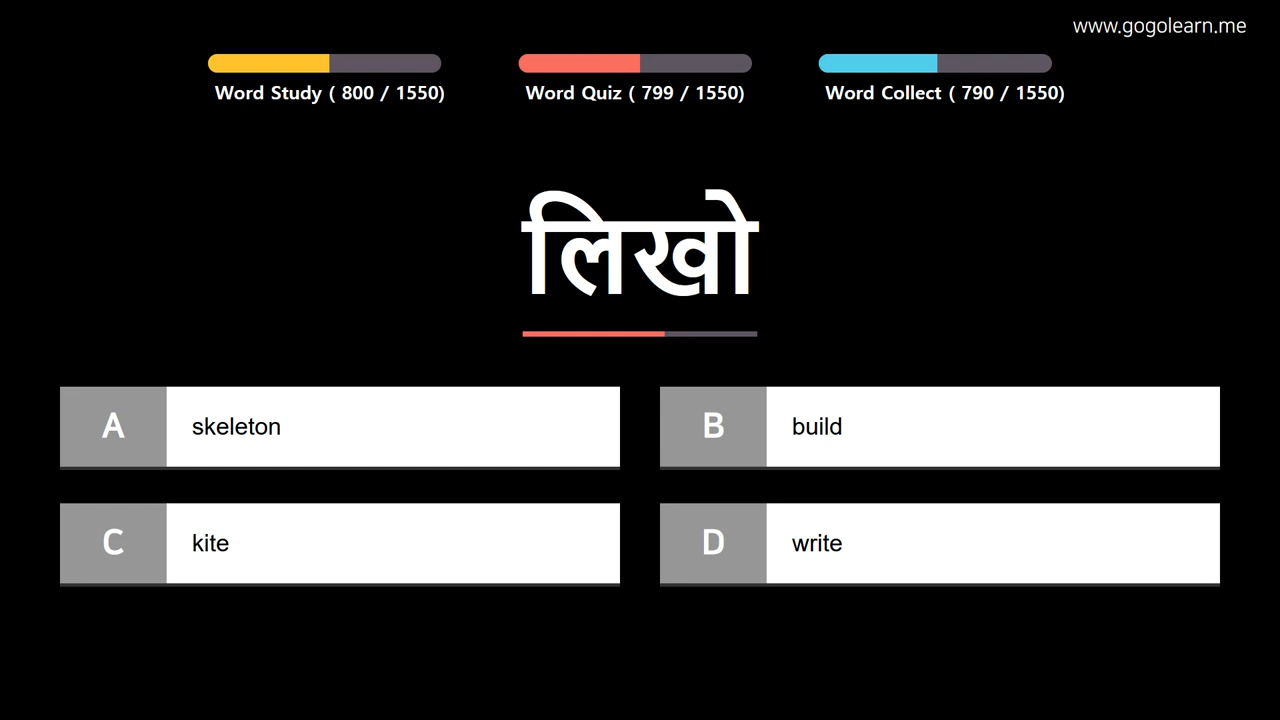 www.gogolearn.me
Word Study ( 800 / 1550)
Word Quiz ( 799 / 1550)
Word Collect ( 790 / 1550)
लिखो
A skeleton
B build
C kite
D write